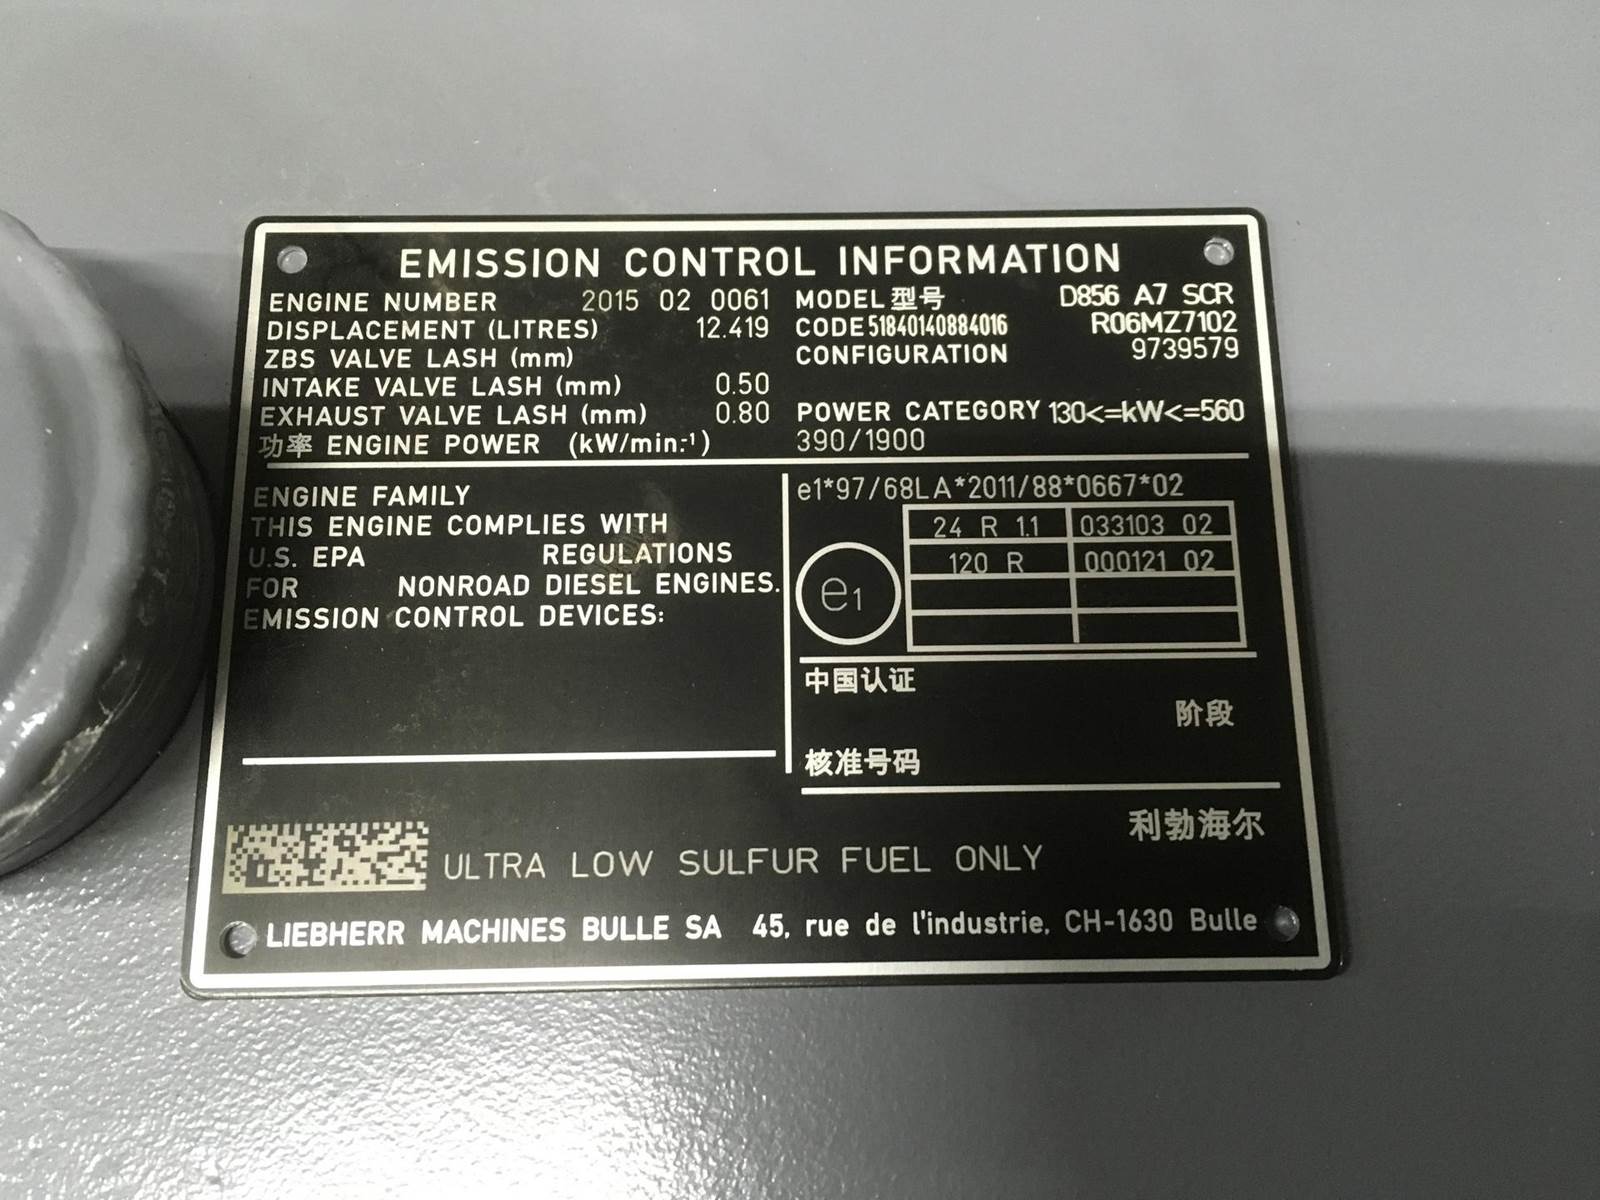 EMISSION CONTROL INFORMATION
ENGINE NUMBER 2015 02 0061 MODEL 型号 D856 A7 SCR
DISPLACEMENT (LITRES) 12.419 CODE 51840140884016 R06MZ7102
ZBS VALVE LASH (mm) CONFIGURATION 9739579
INTAKE VALVE LASH (mm) 0.50
EXHAUST VALVE LASH (mm) 0.80 POWER CATEGORY 130<=kW<=560
功率 ENGINE POWER (kW/min.-¹) 390/1900
ENGINE FAMILY
THIS ENGINE COMPLIES WITH
U.S. EPA REGULATIONS
FOR NONROAD DIESEL ENGINES.
EMISSION CONTROL DEVICES:
e1*97/68LA*2011/88*0667*02
24 R 1.1 033103 02
120 R 000121 02
e1
中国认证
阶段
核准号码
利勃海尔
ULTRA LOW SULFUR FUEL ONLY
LIEBHERR MACHINES BULLE SA 45, rue de l'industrie, CH-1630 Bulle